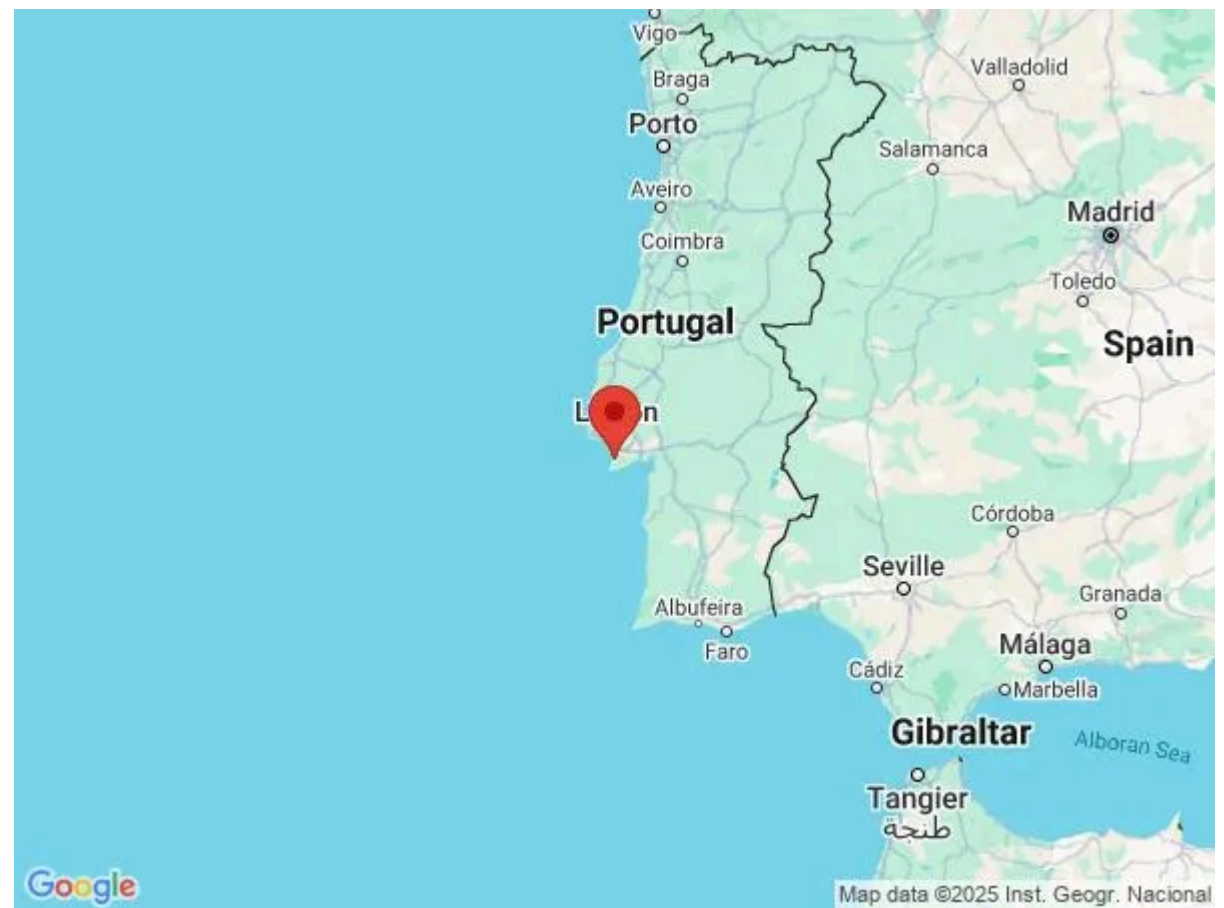 Vigo
Braga
Valladolid
Porto
Salamanca
Aveiro
Madrid
Coimbra
Toledo
Portugal
Spain
Córdoba
Seville
Granada
Albufeira
Faro
Málaga
Cádiz
Marbella
Gibraltar
Alboran Sea
Tangier
طنجة
Google
Map data ©2025 Inst. Geogr. Nacional